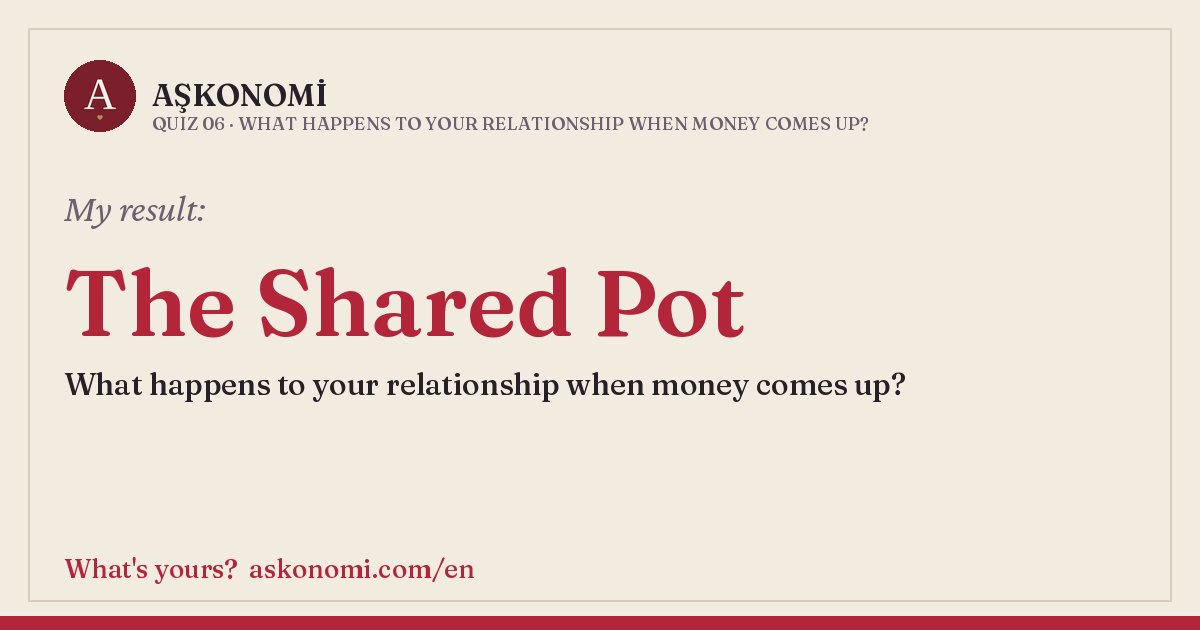 A
AŞKONOMİ
QUIZ 06 · WHAT HAPPENS TO YOUR RELATIONSHIP WHEN MONEY COMES UP?
My result:
The Shared Pot
What happens to your relationship when money comes up?
What's yours? askonomi.com/en